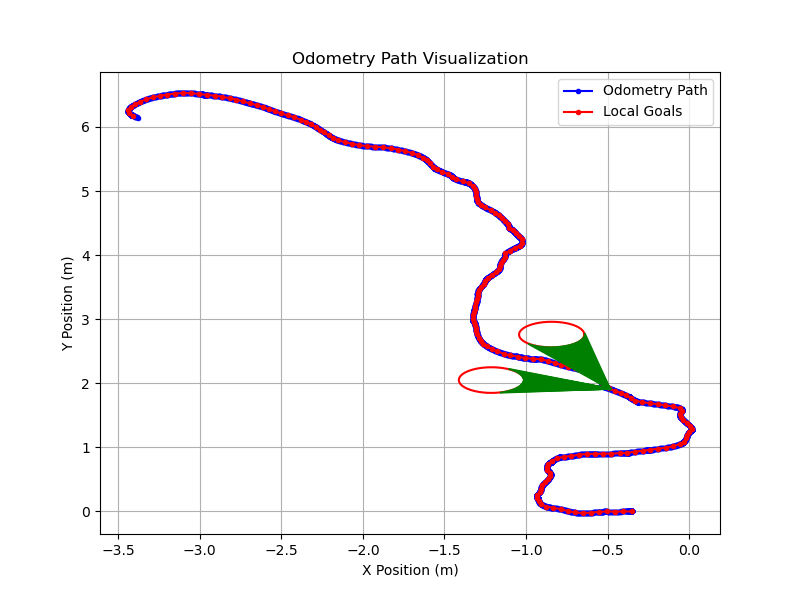 Odometry Path Visualization
Odometry Path
Local Goals
Y Position (m)
6
5
4
3
2
1
0
−3.5 −3.0 −2.5 −2.0 −1.5 −1.0 −0.5 0.0
X Position (m)